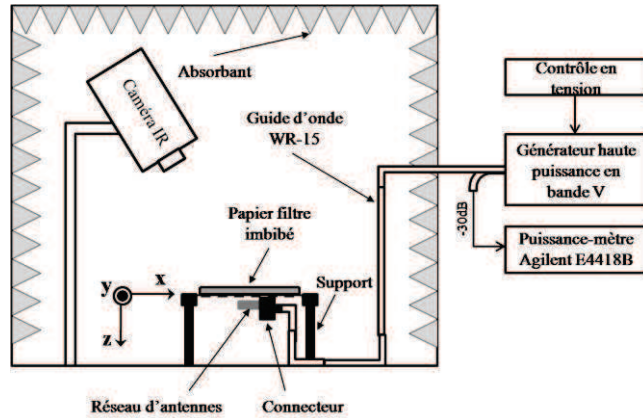 Absorbant
Caméra IR
Guide d'onde
WR-15
Contrôle en
tension
Générateur haute
puissance en
bande V
-30dB
Puissance-mètre
Agilent E4418B
Papier filtre
imbibé
Support
y
x
z
Réseau d'antennes
Connecteur